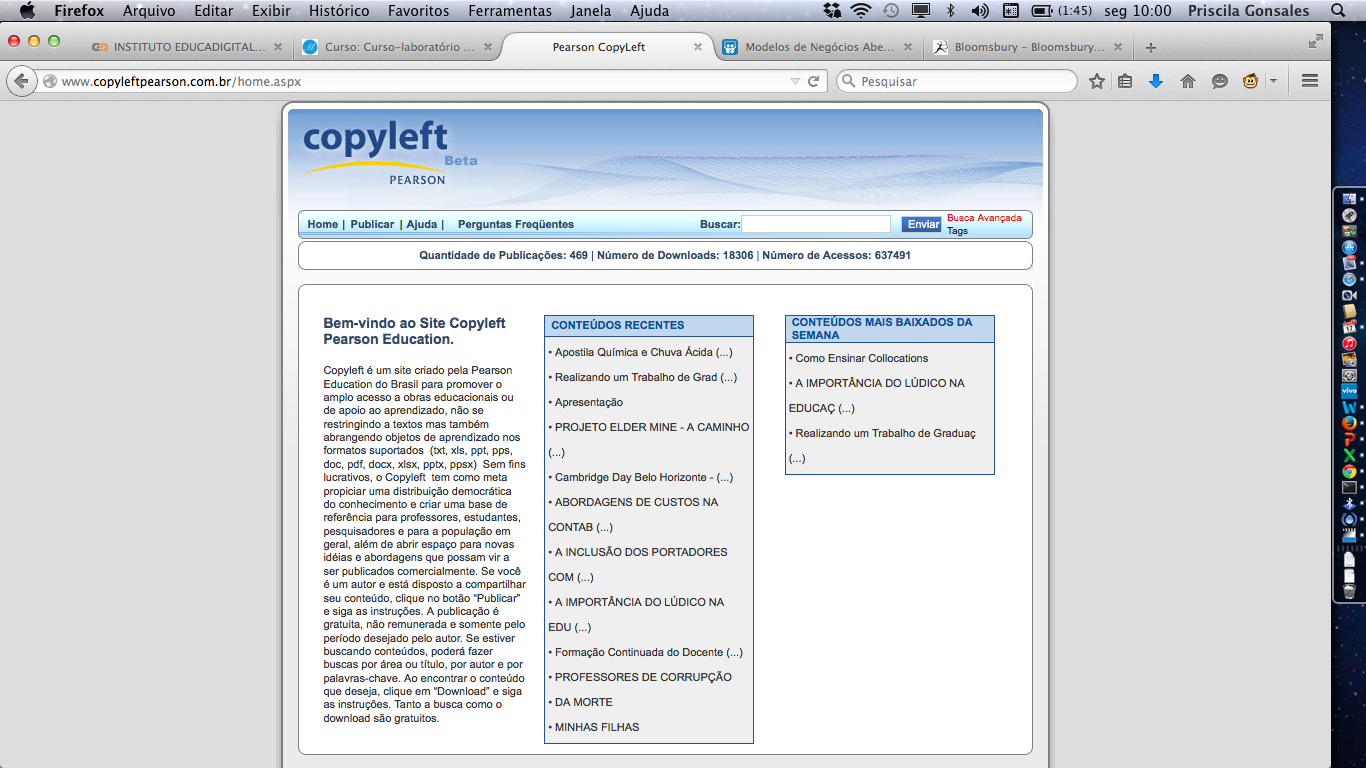 Firefox Arquivo Editar Exibir Histórico Favoritos Ferramentas Janela Ajuda (1:45) seg 10:00 Priscila Gonsales
INSTITUTO EDUCADIGITAL... Curso: Curso-laboratório ... Pearson CopyLeft Modelos de Negócios Abe... Bloomsbury - Bloomsbury...
www.copyleftpearson.com.br/home.aspx Pesquisar
copyleft
Beta
PEARSON
Home | Publicar | Ajuda | Perguntas Freqüentes Buscar: Enviar Busca Avançada
Tags
Quantidade de Publicações: 469 | Número de Downloads: 18306 | Número de Acessos: 637491
Bem-vindo ao Site Copyleft
Pearson Education.
Copyleft é um site criado pela Pearson
Education do Brasil para promover o
amplo acesso a obras educacionais ou
de apoio ao aprendizado, não se
restringindo a textos mas também
abrangendo objetos de aprendizado nos
formatos suportados (txt, xls, ppt, pps,
doc, pdf, docx, xlsx, pptx, ppsx) Sem fins
lucrativos, o Copyleft tem como meta
propiciar uma distribuição democrática
do conhecimento e criar uma base de
referência para professores, estudantes,
pesquisadores e para a população em
geral, além de abrir espaço para novas
idéias e abordagens que possam vir a
ser publicados comercialmente. Se você
é um autor e está disposto a compartilhar
seu conteúdo, clique no botão “Publicar”
e siga as instruções. A publicação é
gratuita, não remunerada e somente pelo
período desejado pelo autor. Se estiver
buscando conteúdos, poderá fazer
buscas por área ou título, por autor e por
palavras-chave. Ao encontrar o conteúdo
que deseja, clique em “Download” e siga
as instruções. Tanto a busca como o
download são gratuitos.
CONTEÚDOS RECENTES
• Apostila Química e Chuva Ácida (...)
• Realizando um Trabalho de Grad (...)
• Apresentação
• PROJETO ELDER MINE - A CAMINHO
(...)
• Cambridge Day Belo Horizonte - (...)
• ABORDAGENS DE CUSTOS NA
CONTAB (...)
• A INCLUSÃO DOS PORTADORES
COM (...)
• A IMPORTÂNCIA DO LÚDICO NA
EDU (...)
• Formação Continuada do Docente (...)
• PROFESSORES DE CORRUPÇÃO
• DA MORTE
• MINHAS FILHAS
CONTEÚDOS MAIS BAIXADOS DA
SEMANA
• Como Ensinar Collocations
• A IMPORTÂNCIA DO LÚDICO NA
EDUCAÇ (...)
• Realizando um Trabalho de Graduaç
(...)
vivo